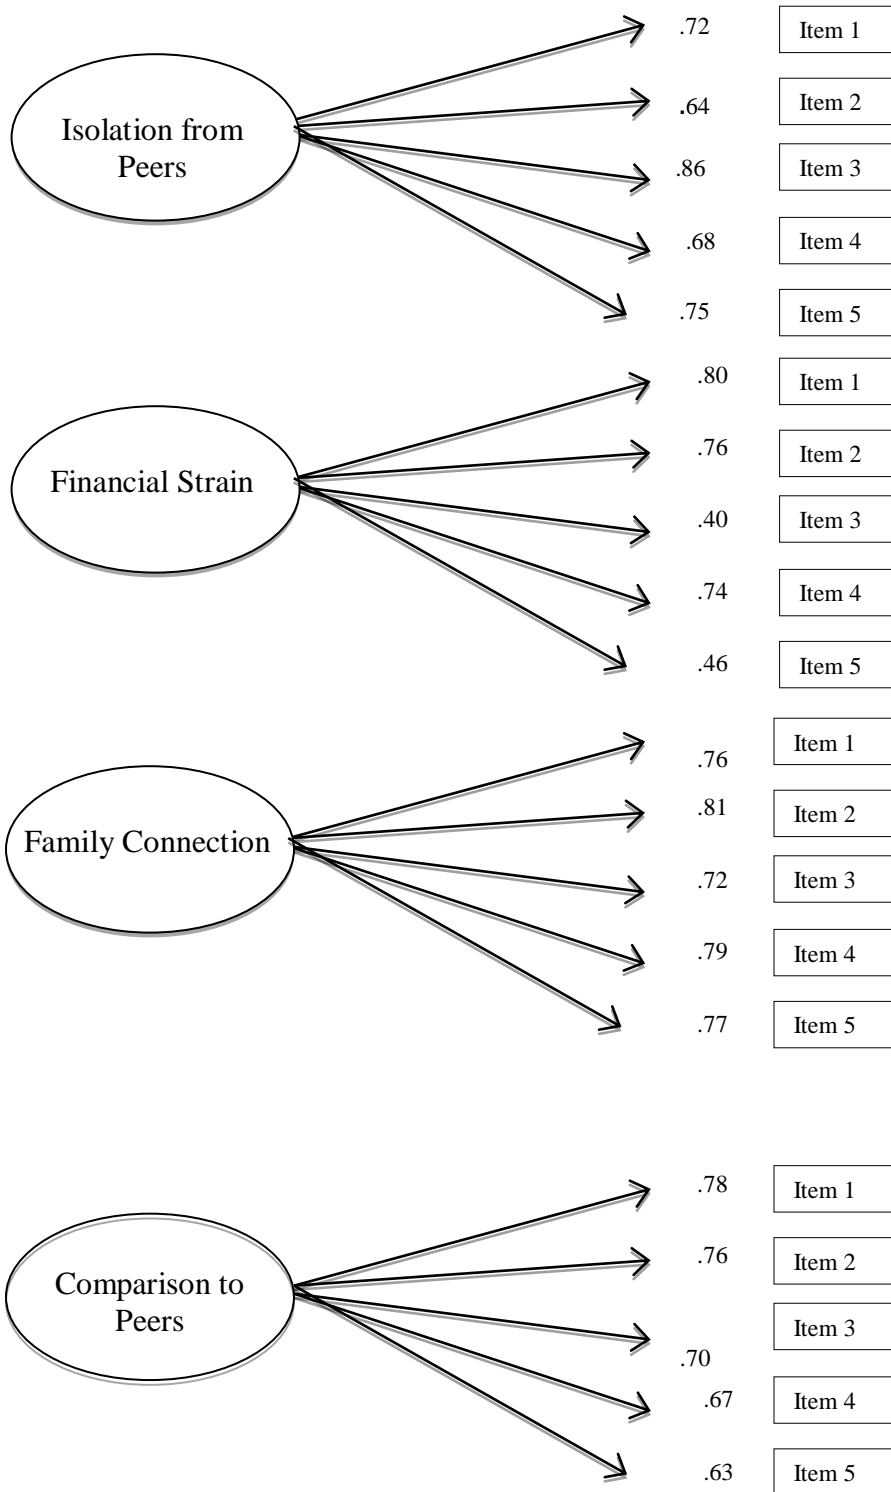 .72 Item 1
.64 Item 2
Isolation from
Peers
.86 Item 3
.68 Item 4
.75 Item 5
.80 Item 1
.76 Item 2
Financial Strain
.40 Item 3
.74 Item 4
.46 Item 5
.76 Item 1
.81 Item 2
Family Connection
.72 Item 3
.79 Item 4
.77 Item 5
.78 Item 1
.76 Item 2
Comparison to
Peers
.70 Item 3
.67 Item 4
.63 Item 5